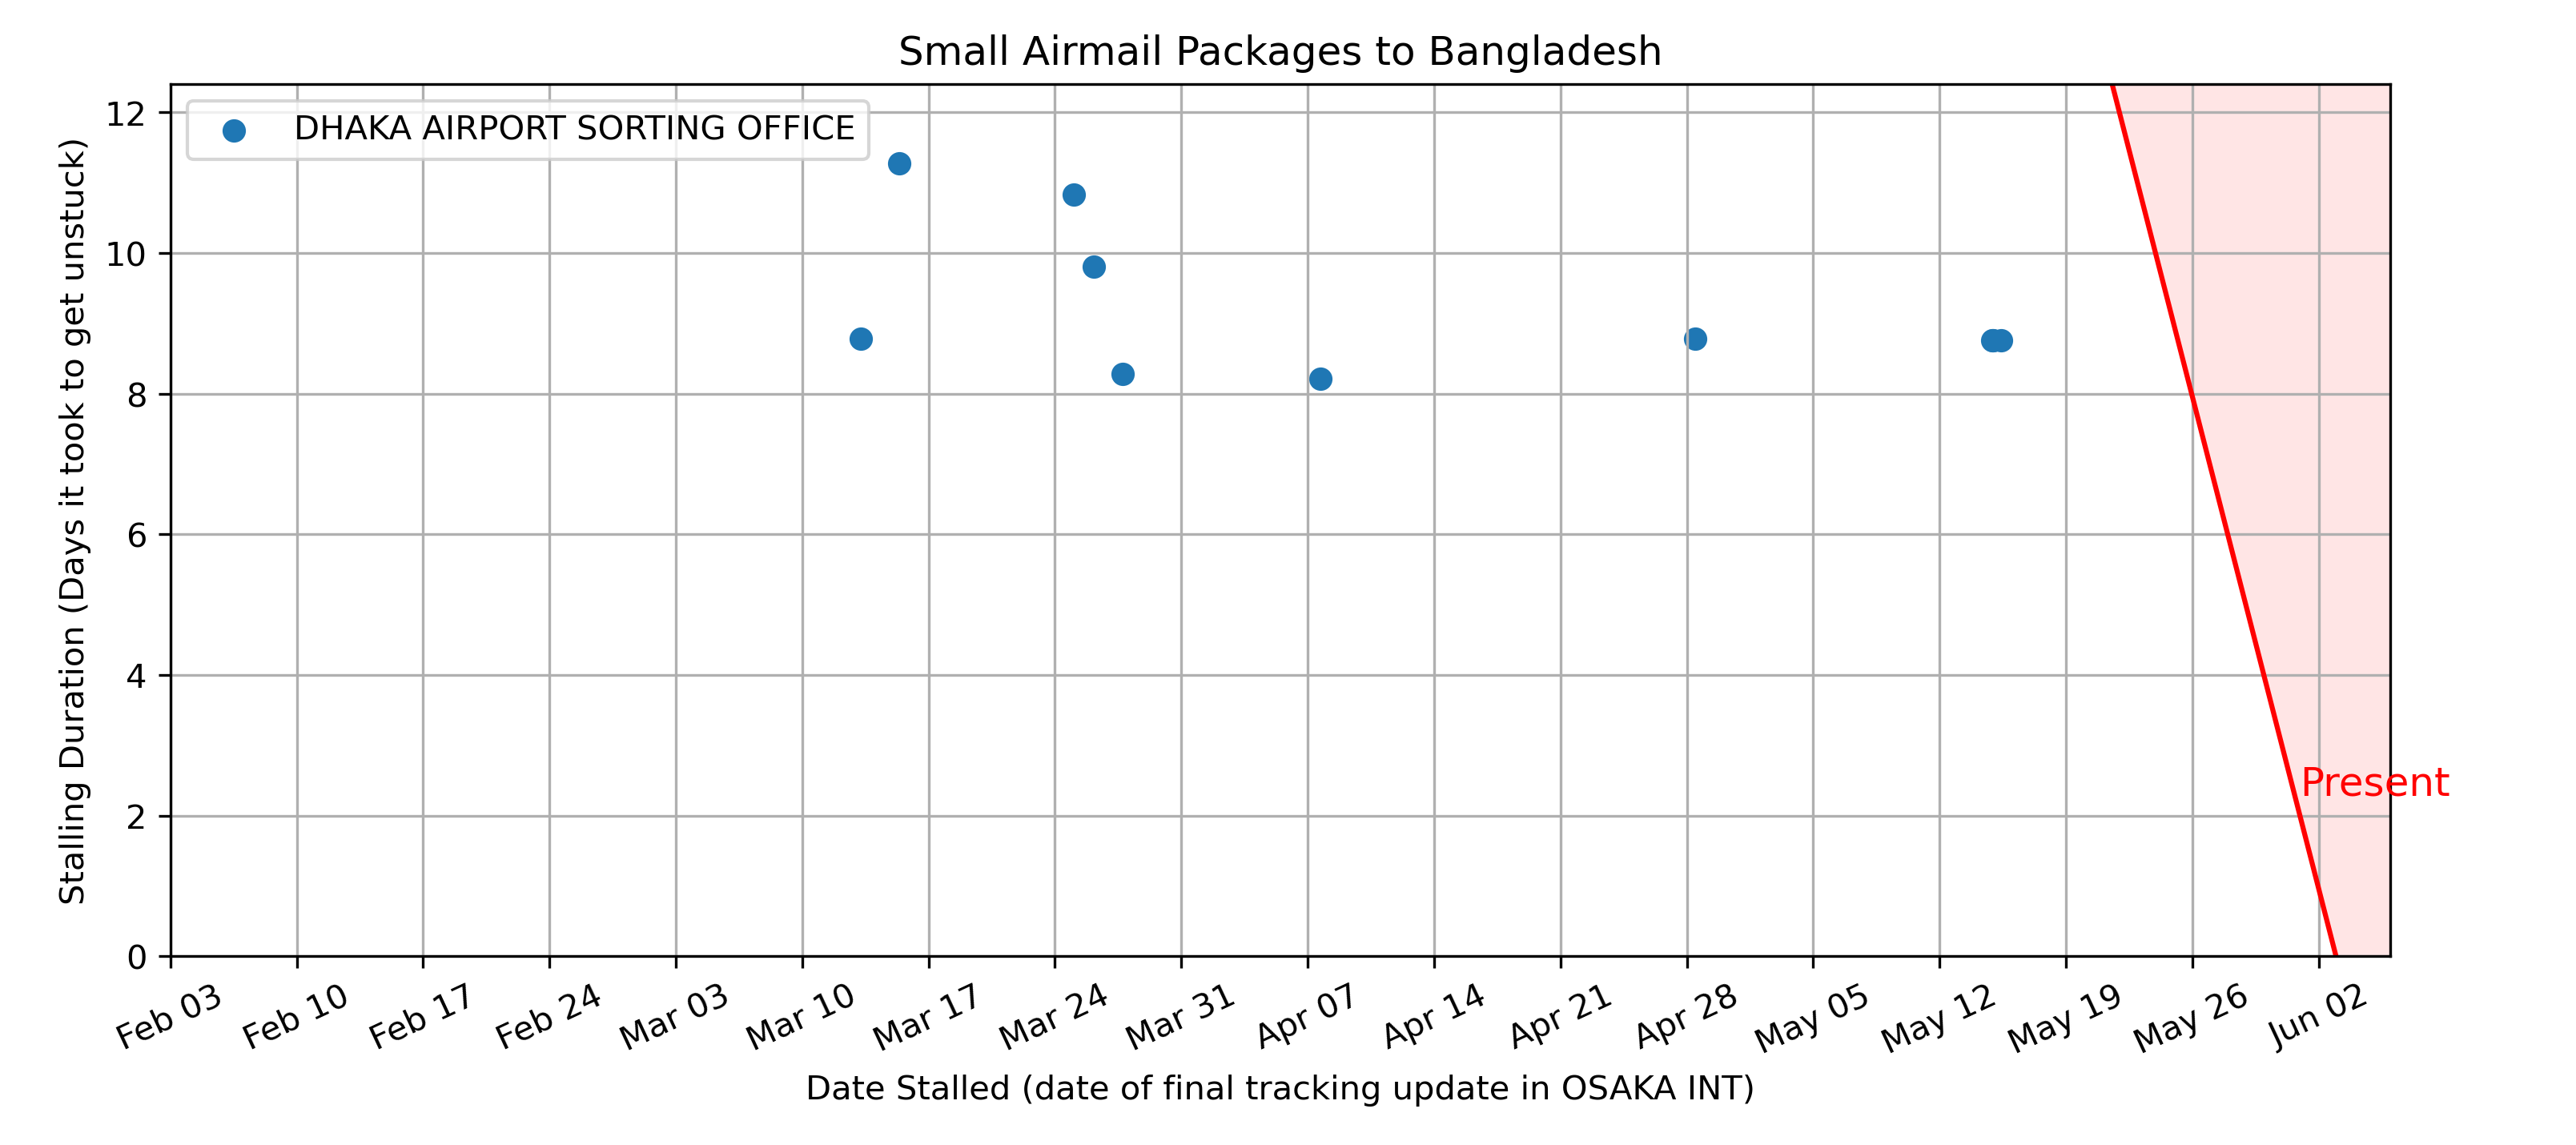 Small Airmail Packages to Bangladesh
DHAKA AIRPORT SORTING OFFICE
Stalling Duration (Days it took to get unstuck)
12
10
8
6
4
2
0
Present
Feb 03
Feb 10
Feb 17
Feb 24
Mar 03
Mar 10
Mar 17
Mar 24
Mar 31
Apr 07
Apr 14
Apr 21
Apr 28
May 05
May 12
May 19
May 26
Jun 02
Date Stalled (date of final tracking update in OSAKA INT)